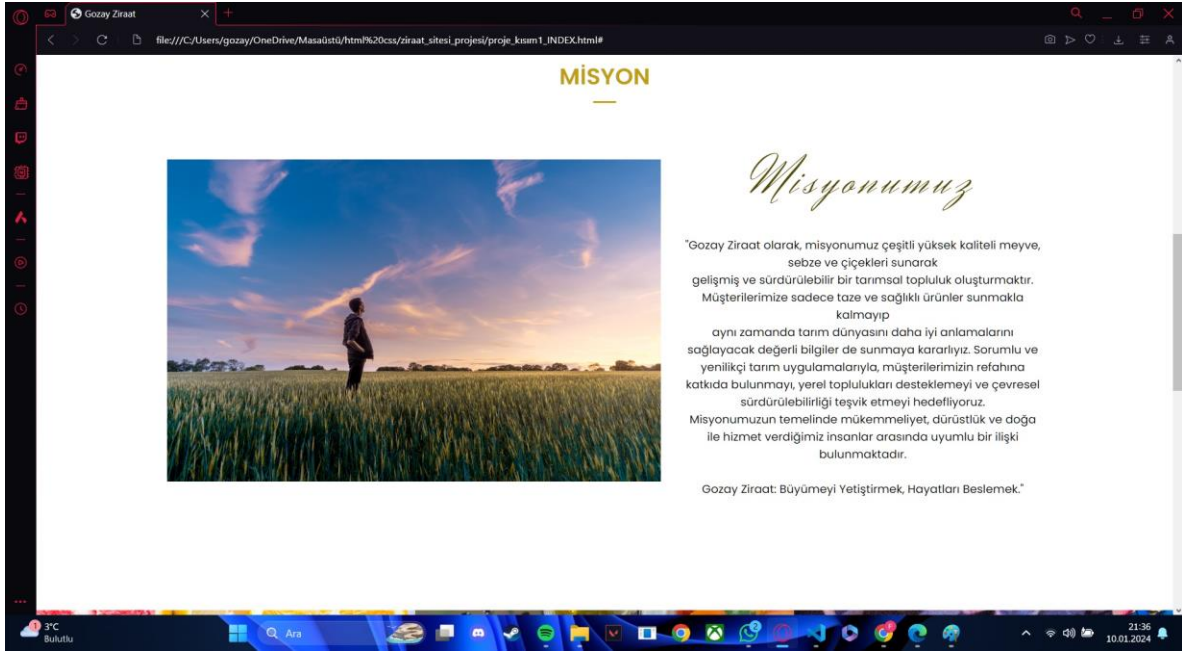 Gozay Ziraat
file:///C:/Users/gozay/OneDrive/Masaüstü/html%20css/ziraat_sitesi_projesi/proje_kısım1_INDEX.html#
MİSYON
Misyonumuz
"Gozay Ziraat olarak, misyonumuz çeşitli yüksek kaliteli meyve,
sebze ve çiçekleri sunarak
gelişmiş ve sürdürülebilir bir tarımsal topluluk oluşturmaktır.
Müşterilerimize sadece taze ve sağlıklı ürünler sunmakla
kalmayıp
aynı zamanda tarım dünyasını daha iyi anlamalarını
sağlayacak değerli bilgiler de sunmaya kararlıyız. Sorumlu ve
yenilikçi tarım uygulamalarıyla, müşterilerimizin refahına
katkıda bulunmayı, yerel toplulukları desteklemeyi ve çevresel
sürdürülebilirliği teşvik etmeyi hedefliyoruz.
Misyonumuzun temelinde mükemmeliyet, dürüstlük ve doğa
ile hizmet verdiğimiz insanlar arasında uyumlu bir ilişki
bulunmaktadır.
Gozay Ziraat: Büyümeyi Yetiştirmek, Hayatları Beslemek."
1
3°C
Bulutlu
Ara
21:36
10.01.2024